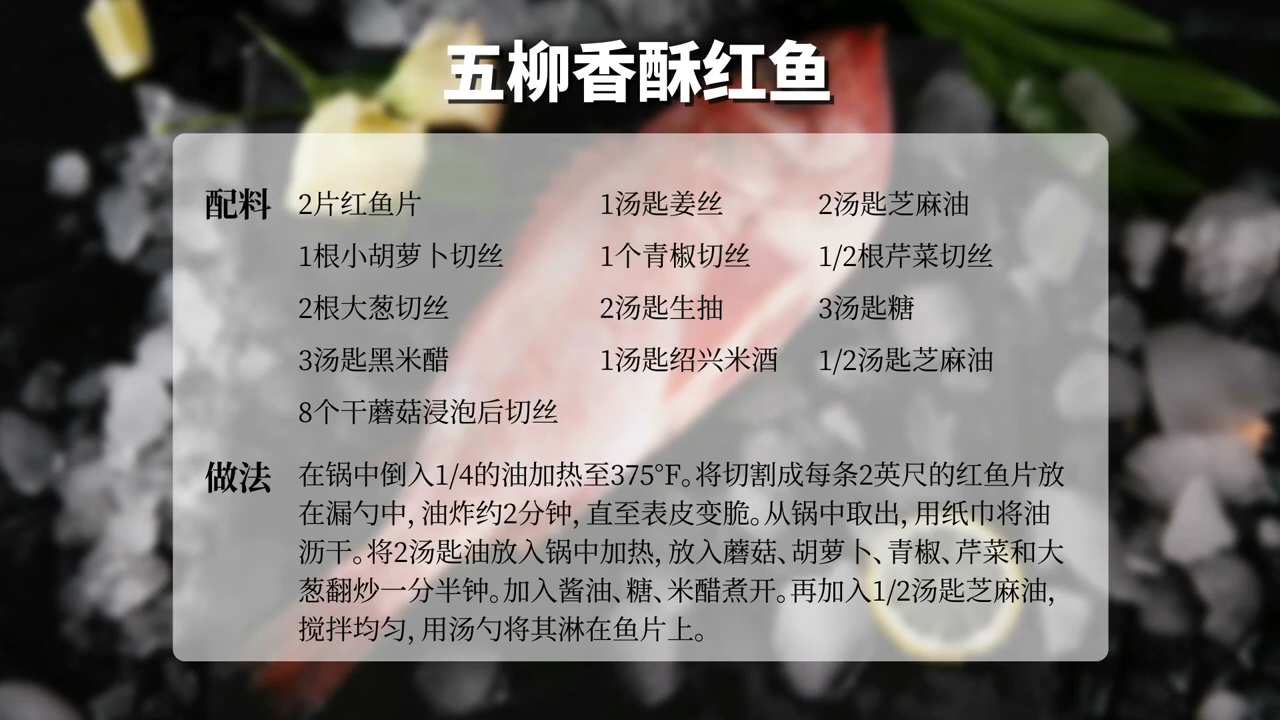 五柳香酥红鱼
配料 2片红鱼片 1汤匙姜丝 2汤匙芝麻油
1根小胡萝卜切丝 1个青椒切丝 1/2根芹菜切丝
2根大葱切丝 2汤匙生抽 3汤匙糖
3汤匙黑米醋 1汤匙绍兴米酒 1/2汤匙芝麻油
8个干蘑菇浸泡后切丝
做法 在锅中倒入1/4的油加热至375°F。将切割成每条2英尺的红鱼片放
在漏勺中, 油炸约2分钟, 直至表皮变脆。从锅中取出, 用纸巾将油
沥干。将2汤匙油放入锅中加热, 放入蘑菇、胡萝卜、青椒、芹菜和大
葱翻炒一分半钟。加入酱油、糖、米醋煮开。再加入1/2汤匙芝麻油,
搅拌均匀, 用汤勺将其淋在鱼片上。